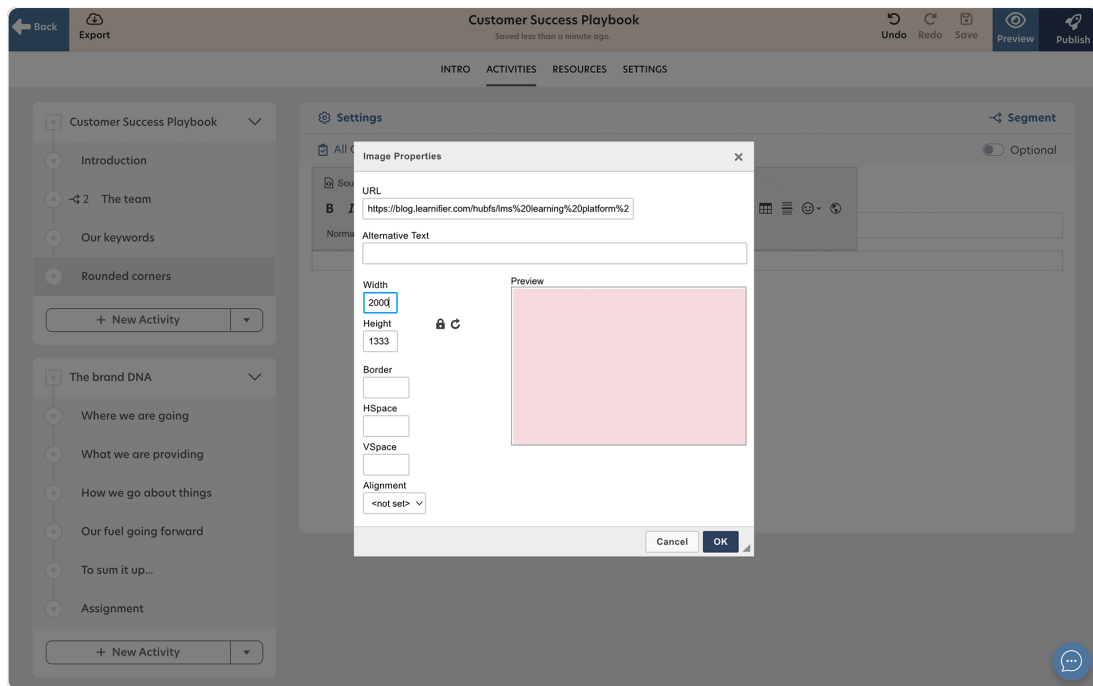 Back
Export
Customer Success Playbook
Saved less than a minute ago.
Undo
Redo
Save
Preview
Publish
INTRO ACTIVITIES RESOURCES SETTINGS
Customer Success Playbook
Introduction
2 The team
Our keywords
Rounded corners
+ New Activity
The brand DNA
Where we are going
What we are providing
How we go about things
Our fuel going forward
To sum it up...
Assignment
+ New Activity
Settings
Segment
All
Optional
Sou
B I
Norma
Image Properties
URL
https://blog.learnifier.com/hubfs/lms%20learning%20platform%2
Alternative Text
Width
2000
Height
1333
Border
HSpace
VSpace
Alignment
<not set>
Preview
Cancel
OK